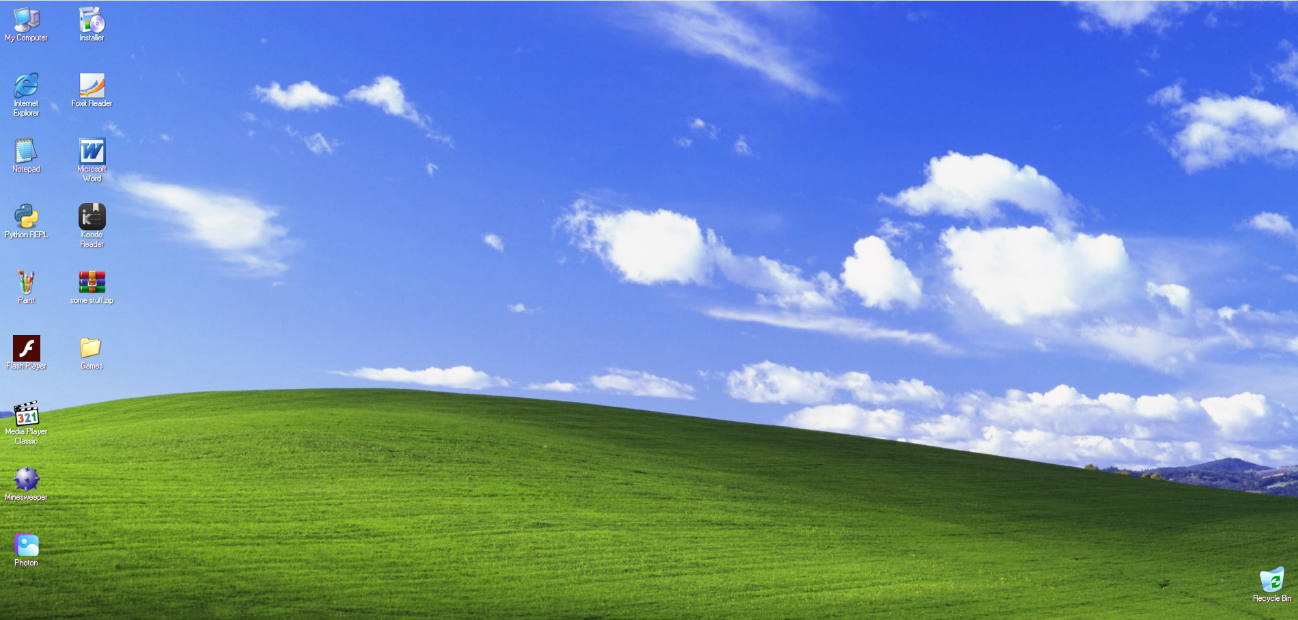 My Computer
Installer
Internet
Explorer
Foxit Reader
Notepad
W
Microsoft
Word
Python REPL
K
Koodo
Reader
Paint
some stuff.zip
Flash Player
Games
321
Media Player
Classic
Minesweeper
Photon
Recycle Bin